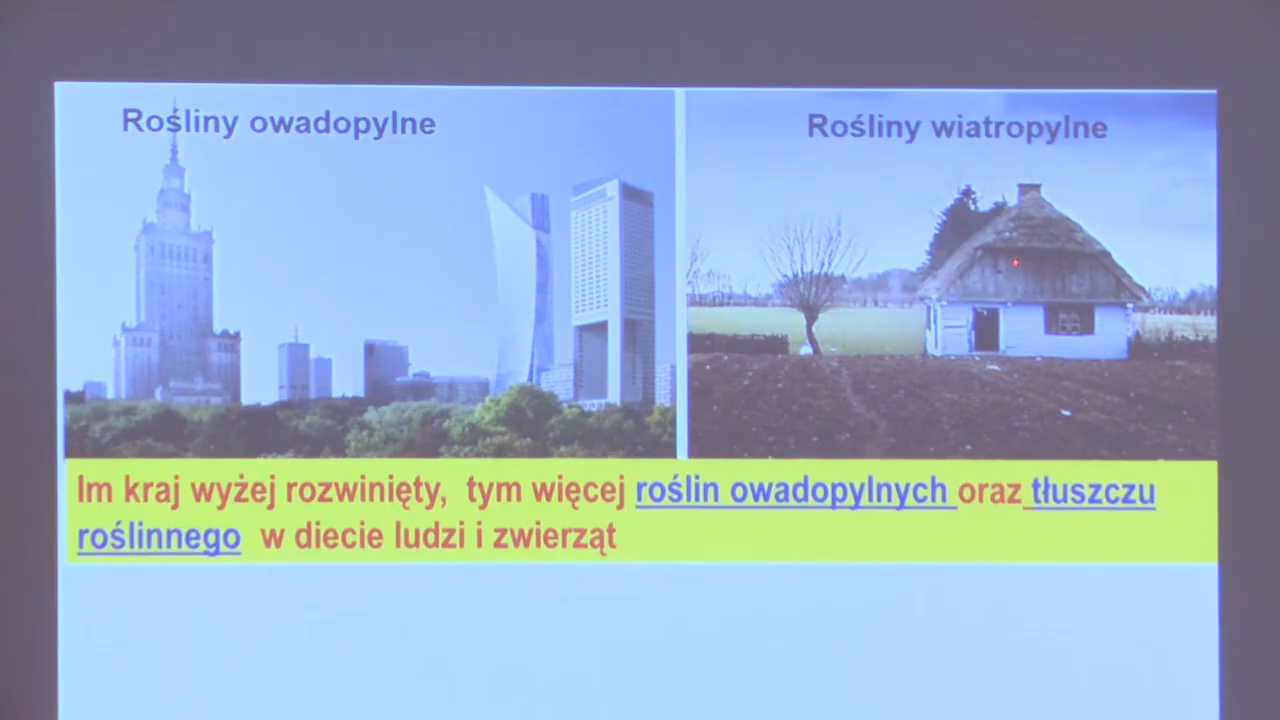 Rośliny owadopylne
Rośliny wiatropylne
Im kraj wyżej rozwinięty, tym więcej roślin owadopylnych oraz tłuszczu
roślinnego w diecie ludzi i zwierząt